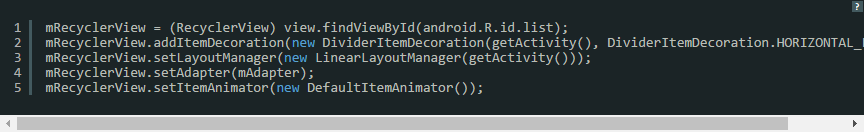 ?
1 mRecyclerView = (RecyclerView) view.findViewById(android.R.id.list);
2 mRecyclerView.addItemDecoration(new DividerItemDecoration(getActivity(), DividerItemDecoration.HORIZONTAL_
3 mRecyclerView.setLayoutManager(new LinearLayoutManager(getActivity()));
4 mRecyclerView.setAdapter(mAdapter);
5 mRecyclerView.setItemAnimator(new DefaultItemAnimator());